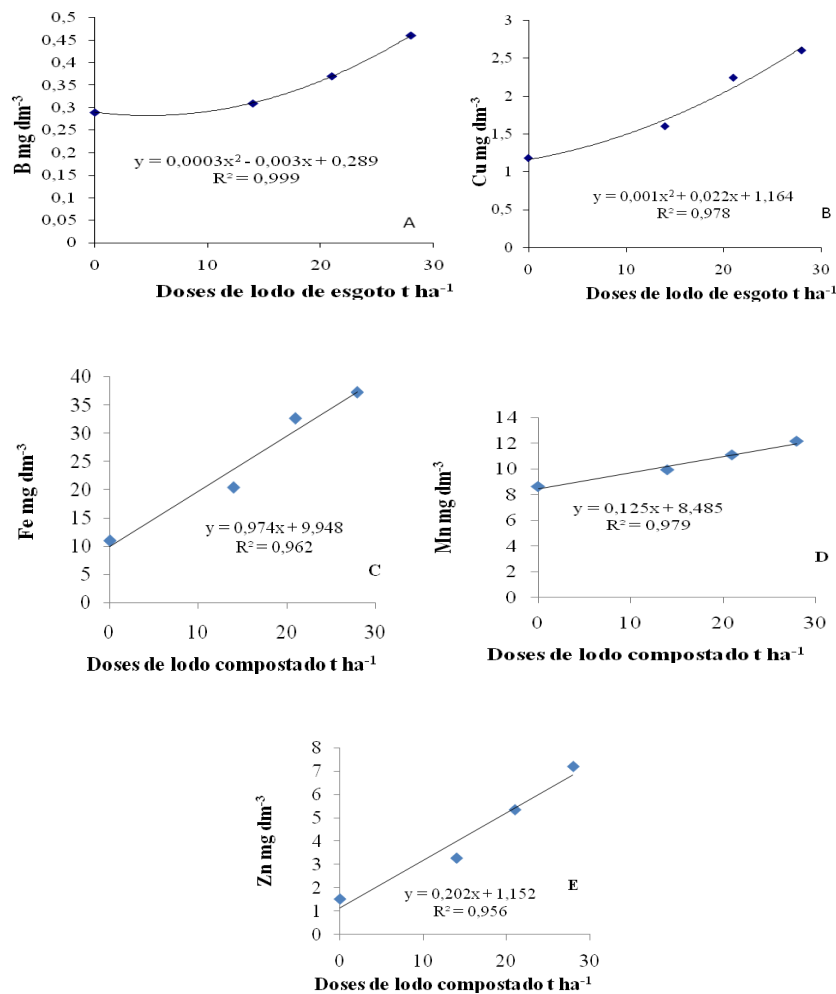 B mg dm⁻³
0,5
0,45
0,4
0,35
0,3
0,25
0,2
0,15
0,1
0,05
0
y = 0,0003x² - 0,003x + 0,289
R² = 0,999
A
0 10 20 30
Doses de lodo de esgoto t ha⁻¹
Cu mg dm⁻³
3
2,5
2
1,5
1
0,5
0
y = 0,001x² + 0,022x + 1,164
R² = 0,978
B
0 10 20 30
Doses de lodo de esgoto t ha⁻¹
Fe mg dm⁻³
40
35
30
25
20
15
10
5
0
y = 0,974x + 9,948
R² = 0,962
C
0 10 20 30
Doses de lodo compostado t ha⁻¹
Mn mg dm⁻³
14
12
10
8
6
4
2
0
y = 0,125x + 8,485
R² = 0,979
D
0 10 20 30
Doses de lodo compostado t ha⁻¹
Zn mg dm⁻³
8
7
6
5
4
3
2
1
0
y = 0,202x + 1,152
R² = 0,956
E
0 10 20 30
Doses de lodo compostado t ha⁻¹